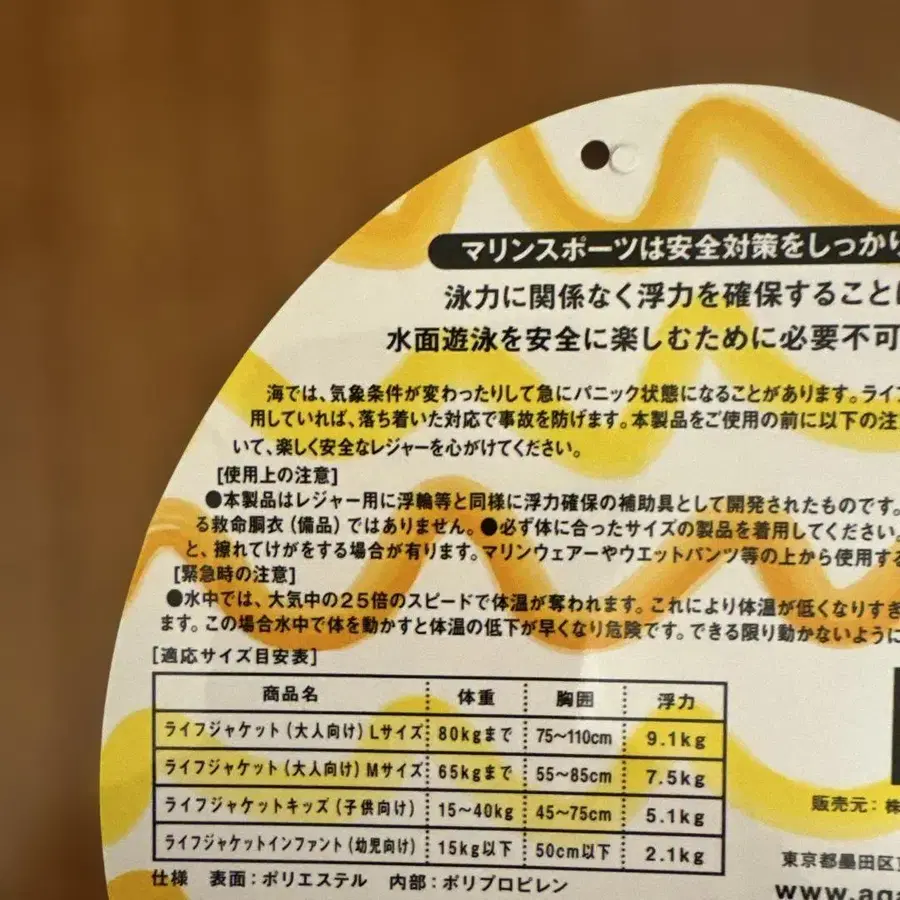 マリンスポーツは安全対策をしっかり
泳力に関係なく浮力を確保することは
水面遊泳を安全に楽しむために必要不可
海では、気象条件が変わったりして急にパニック状態になることがあります。ライフ
用していれば、落ち着いた対応で事故を防げます。本製品をご使用の前に以下の注
いて、楽しく安全なレジャーを心がけてください。
[使用上の注意]
●本製品はレジャー用に浮輪等と同様に浮力確保の補助具として開発されたものです。
る救命胴衣（備品）ではありません。●必ず体に合ったサイズの製品を着用してください。
と、擦れてけがをする場合が有ります。マリンウェアーやウエットパンツ等の上から使用する
[緊急時の注意]
●水中では、大気中の25倍のスピードで体温が奪われます。これにより体温が低くなりすぎ
ます。この場合水中で体を動かすと体温の低下が早くなり危険です。できる限り動かないように
[適応サイズ目安表]
商品名 体重 胸囲 浮力
ライフジャケット（大人向け）Lサイズ 80kgまで 75～110cm 9.1kg
ライフジャケット（大人向け）Mサイズ 65kgまで 55～85cm 7.5kg
ライフジャケットキッズ（子供向け） 15～40kg 45～75cm 5.1kg
ライフジャケットインファント（幼児向け） 15kg以下 50cm以下 2.1kg
販売元：株
仕様 表面：ポリエステル 内部：ポリプロピレン
東京都墨田区
www.aga